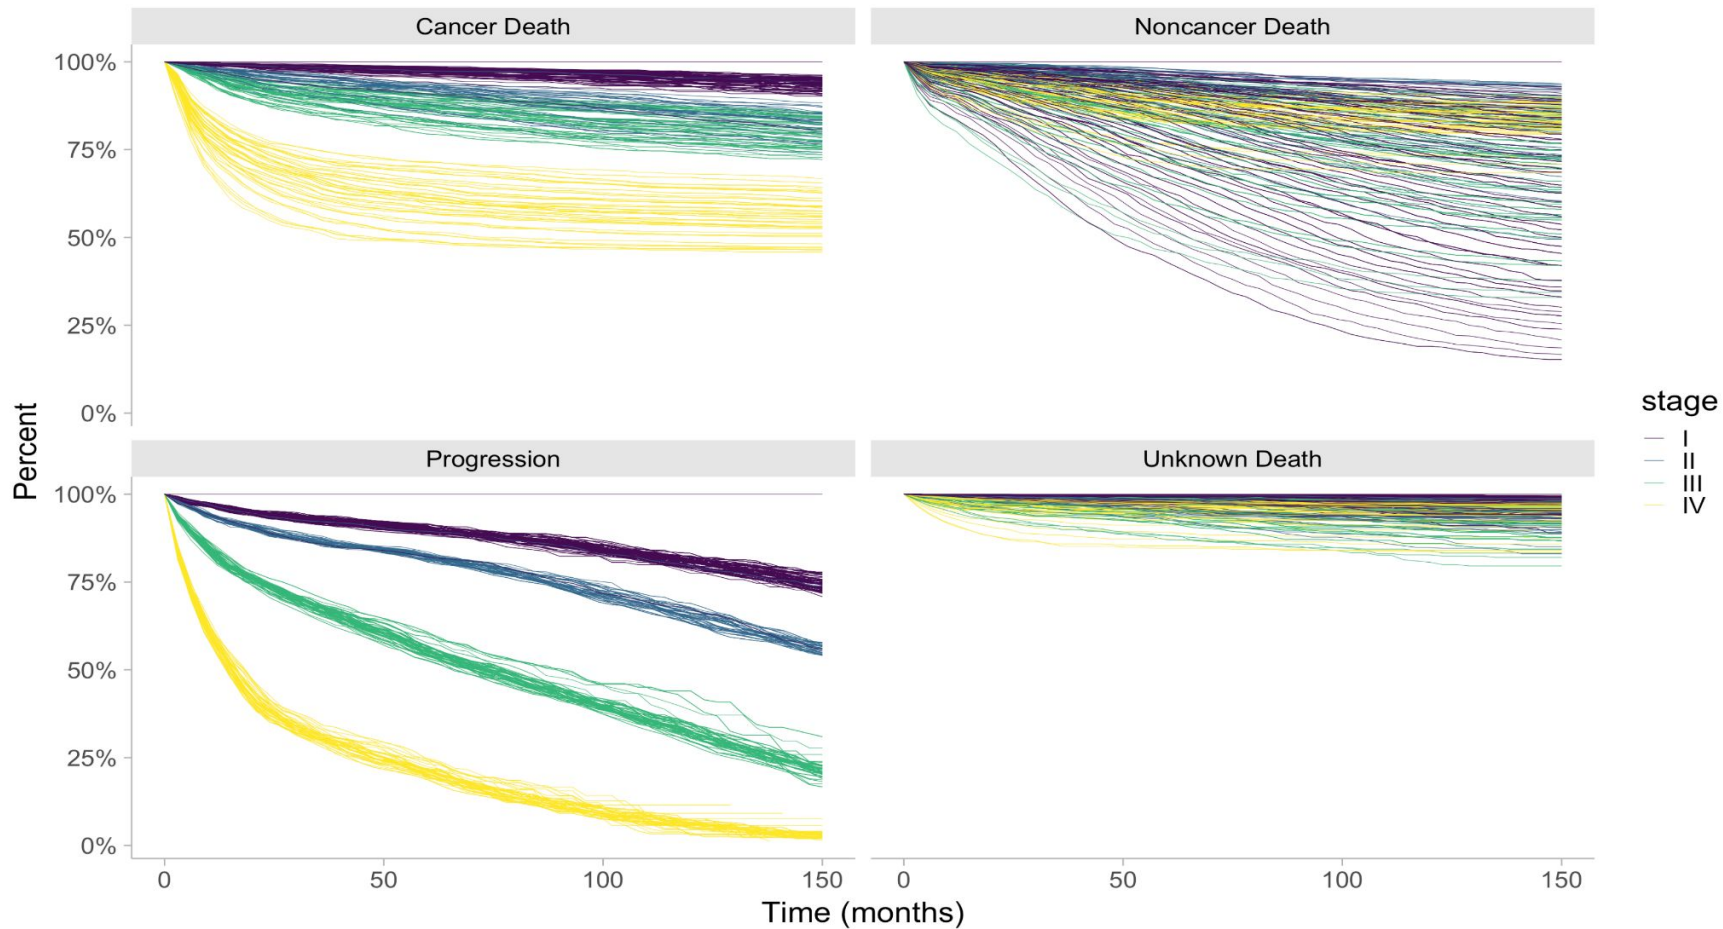 Cancer Death
Noncancer Death
100%
75%
50%
25%
0%
Progression
Unknown Death
100%
75%
50%
25%
0%
0
50
100
150
0
50
100
150
Time (months)
Percent
stage
I
II
III
IV